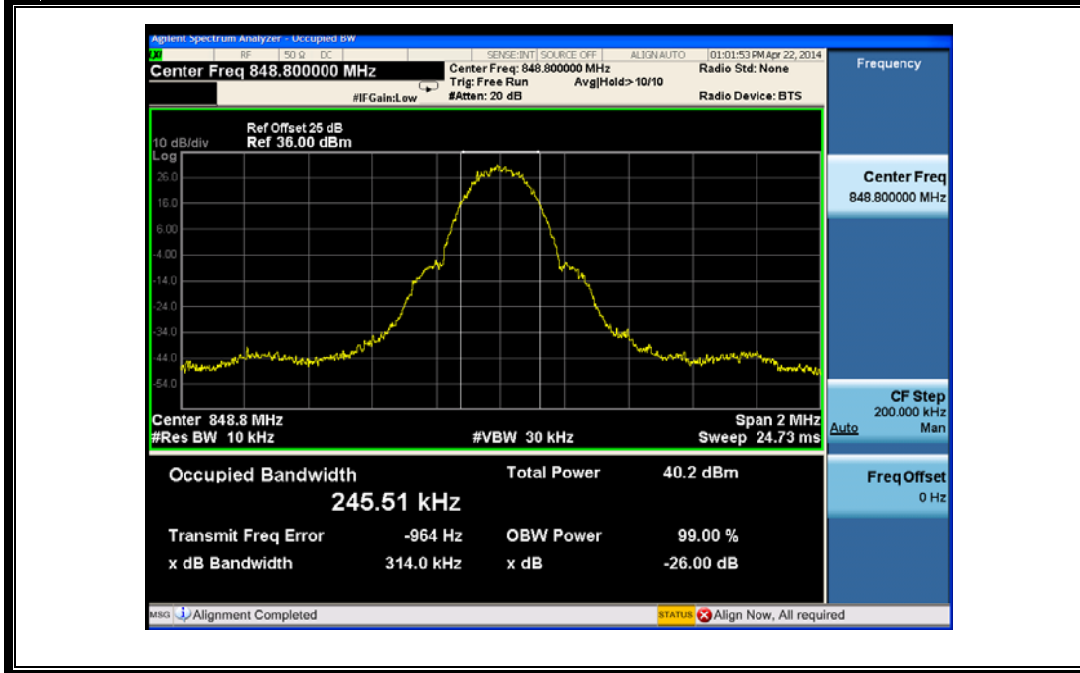 Agilent Spectrum Analyzer - Occupied BW
RF 50 Ω DC SENSE:INT SOURCE OFF ALIGN AUTO 01:01:53 PM Apr 22, 2014
Center Freq 848.800000 MHz
Center Freq: 848.800000 MHz
Radio Std: None
Trig: Free Run Avg|Hold:> 10/10
#IFGain:Low
#Atten: 20 dB
Radio Device: BTS
Frequency
Ref Offset 25 dB
10 dB/div Ref 36.00 dBm
Log
26.0
16.0
6.00
-4.00
-14.0
-24.0
-34.0
-44.0
-54.0
Center 848.8 MHz Span 2 MHz
#Res BW 10 kHz #VBW 30 kHz Sweep 24.73 ms
Center Freq
848.800000 MHz
CF Step
200.000 kHz
Auto Man
Freq Offset
0 Hz
Occupied Bandwidth Total Power 40.2 dBm
245.51 kHz
Transmit Freq Error -964 Hz OBW Power 99.00 %
x dB Bandwidth 314.0 kHz x dB -26.00 dB
MSG Alignment Completed STATUS Align Now, All required